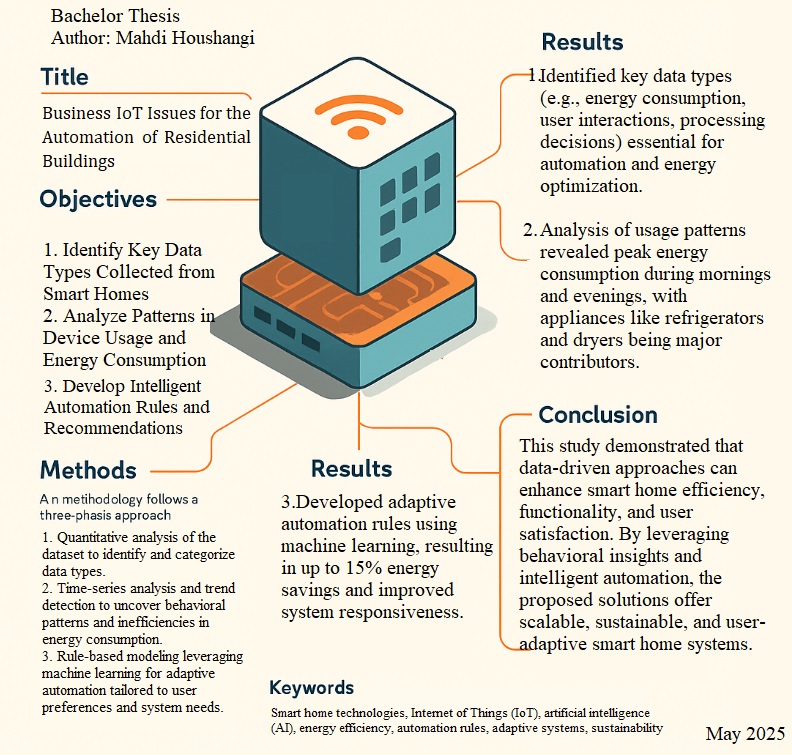 Bachelor Thesis
Author: Mahdi Houshangi
Title
Business IoT Issues for the
Automation of Residential
Buildings
Objectives
1. Identify Key Data
Types Collected from
Smart Homes
2. Analyze Patterns in
Device Usage and
Energy Consumption
3. Develop Intelligent
Automation Rules and
Recommendations
Methods
A n metihodology follows a
three-phasis approach
1. Quantitative analysis of the
dataset to identify and categorize
data types.
2. Time-series analysis and trend
detection to uncover behavioral
patterns and inefficiencies in
energy consumption.
3. Rule-based modeling leveraging
machine learning for adaptive
automation tailored to user
preferences and system needs.
Results
1.Identified key data types
(e.g., energy consumption,
user interactions, processing
decisions) essential for
automation and energy
optimization.
2. Analysis of usage patterns
revealed peak energy
consumption during mornings
and evenings, with
appliances like refrigerators
and dryers being major
contributors.
Results
3.Developed adaptive
automation rules using
machine learning, resulting
in up to 15% energy
savings and improved
system responsiveness.
Conclusion
This study demonstrated that
data-driven approaches can
enhance smart home efficiency,
functionality, and user
satisfaction. By leveraging
behavioral insights and
intelligent automation, the
proposed solutions offer
scalable, sustainable, and user-
adaptive smart home systems.
Keywords
Smart home technologies, Internet of Things (IoT), artificial intelligence
(AI), energy efficiency, automation rules, adaptive systems, sustainability
May 2025